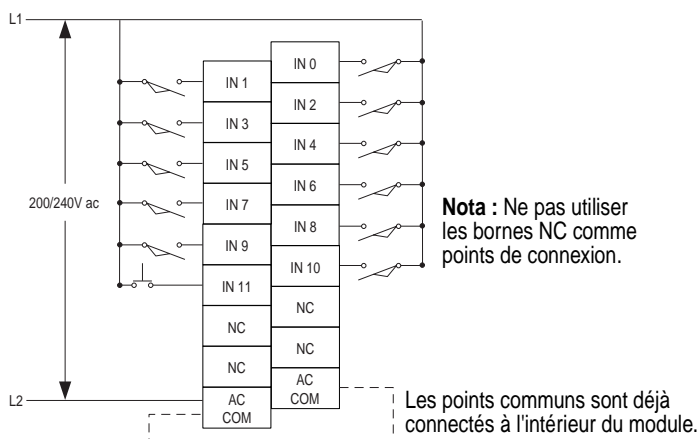 L1
IN 0
IN 1
IN 2
IN 3
IN 4
IN 5
IN 6
200/240V ac
IN 7
Nota : Ne pas utiliser
les bornes NC comme
points de connexion.
IN 8
IN 9
IN 10
IN 11
NC
NC
NC
NC
AC
COM
L2
AC
COM
Les points communs sont déjà
connectés à l'intérieur du module.